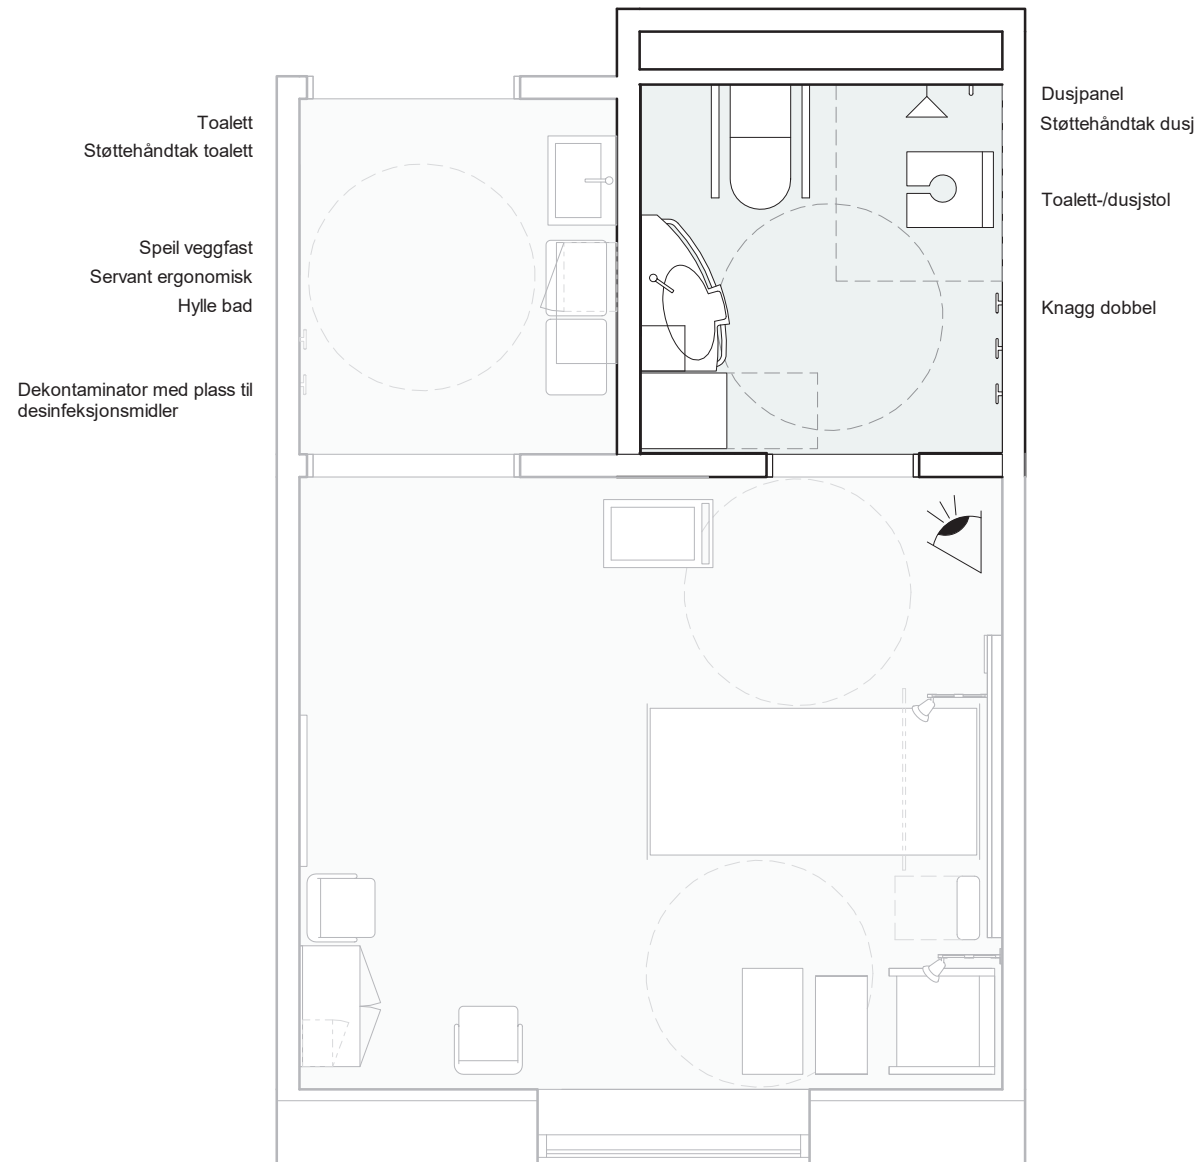 Toalett
Støttehåndtak toalett
Speil veggfast
Servant ergonomisk
Hylle bad
Dekontaminator med plass til
desinfeksjonsmidler
Dusjpanel
Støttehåndtak dusj
Toalett-/dusjstol
Knagg dobbel